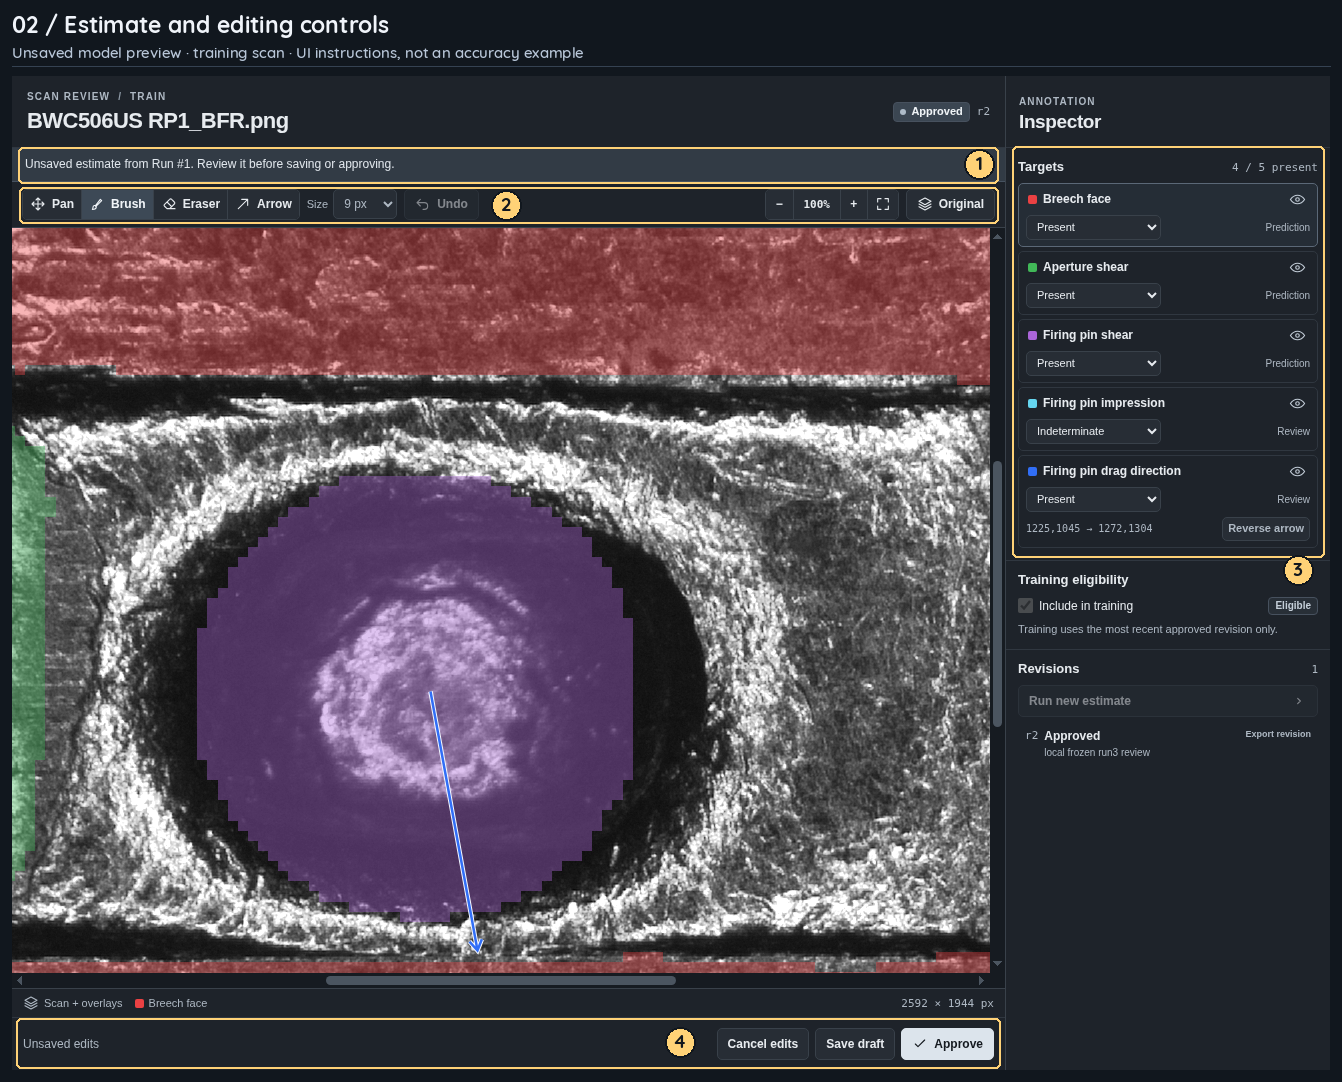 02 / Estimate and editing controls
Unsaved model preview · training scan · UI instructions, not an accuracy example
SCAN REVIEW / TRAIN
BWC506US RP1_BFR.png
Approved r2
Unsaved estimate from Run #1. Review it before saving or approving.
1
Pan Brush Eraser Arrow Size 9 px Undo
2
− 100% + Original
ANNOTATION
Inspector
Targets 4 / 5 present
Breech face
Present Prediction
Aperture shear
Present Prediction
Firing pin shear
Present Prediction
Firing pin impression
Indeterminate Review
Firing pin drag direction
Present Review
1225,1045 → 1272,1304 Reverse arrow
3
Training eligibility
Include in training Eligible
Training uses the most recent approved revision only.
Revisions 1
Run new estimate
r2 Approved Export revision
local frozen run3 review
Scan + overlays Breech face 2592 × 1944 px
Unsaved edits
4
Cancel edits Save draft Approve